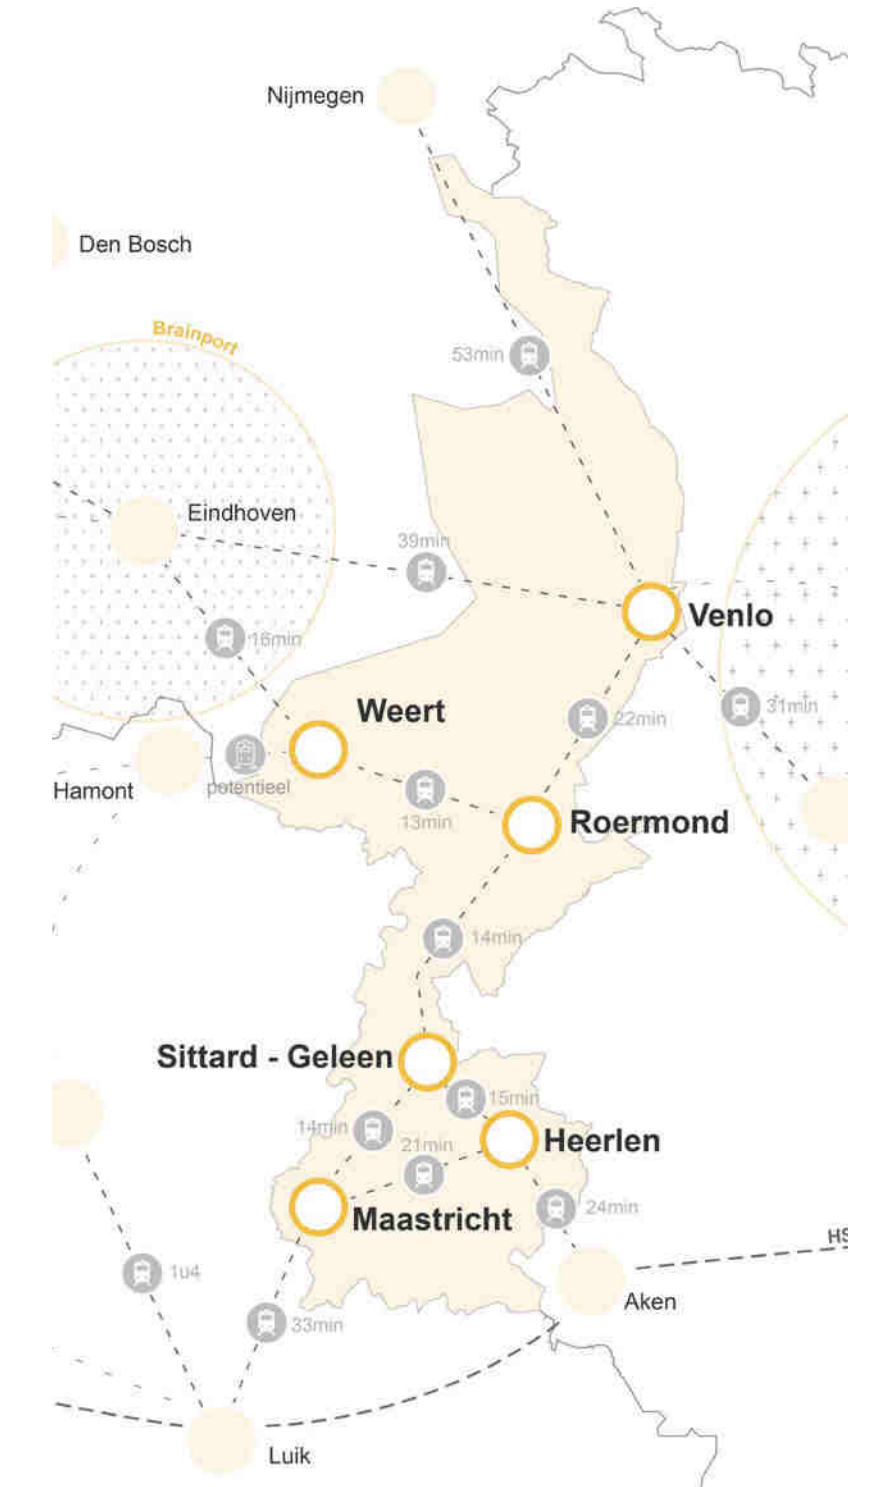 Nijmegen
Den Bosch
Brainport
53min
Eindhoven
39min
Venlo
16min
Weert
22min
31min
Hamont
potentieel
13min
Roermond
14min
Sittard - Geleen
15min
14min
21min
Heerlen
Maastricht
24min
HS
1u4
Aken
33min
Luik